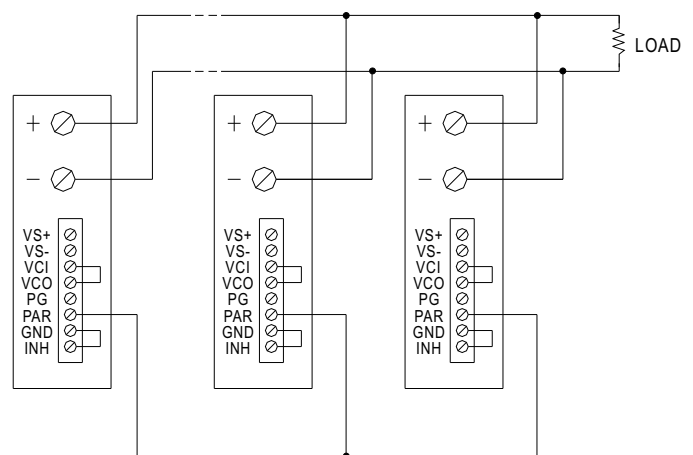 LOAD
+
+
+
−
−
−
VS+
VS-
VCI
VCO
PG
PAR
GND
INH
VS+
VS-
VCI
VCO
PG
PAR
GND
INH
VS+
VS-
VCI
VCO
PG
PAR
GND
INH